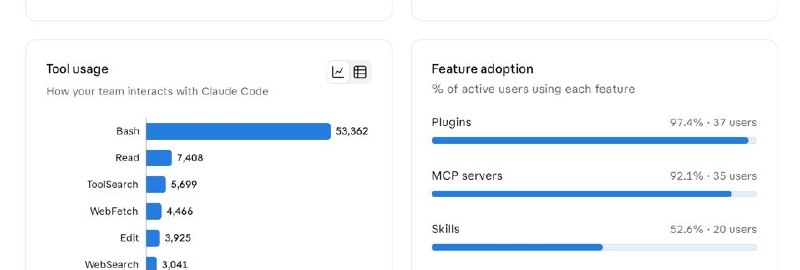 Tool usage
How your team interacts with Claude Code
Bash 53,362
Read 7,408
ToolSearch 5,699
WebFetch 4,466
Edit 3,925
WebSearch 3,041
Feature adoption
% of active users using each feature
Plugins 97.4% · 37 users
MCP servers 92.1% · 35 users
Skills 52.6% · 20 users